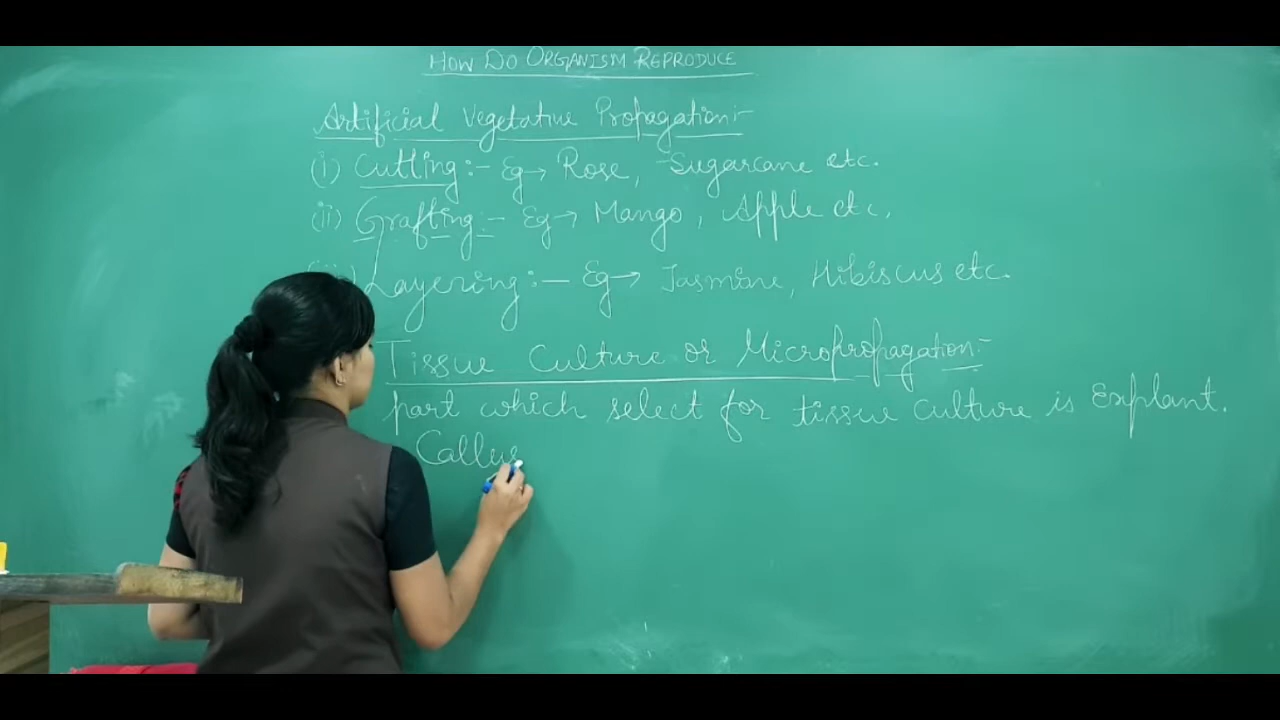 HOW DO ORGANISM REPRODUCE
Artificial Vegetative Propagation:-
(i) Cutting:- Eg→ Rose, Sugarcane etc.
(ii) Grafting:- Eg→ Mango, Apple etc,
Layering:- Eg→ Jasmine, Hibiscus etc.
Tissue Culture or Micropropagation:-
part which select for tissue culture is Explant.
Callus